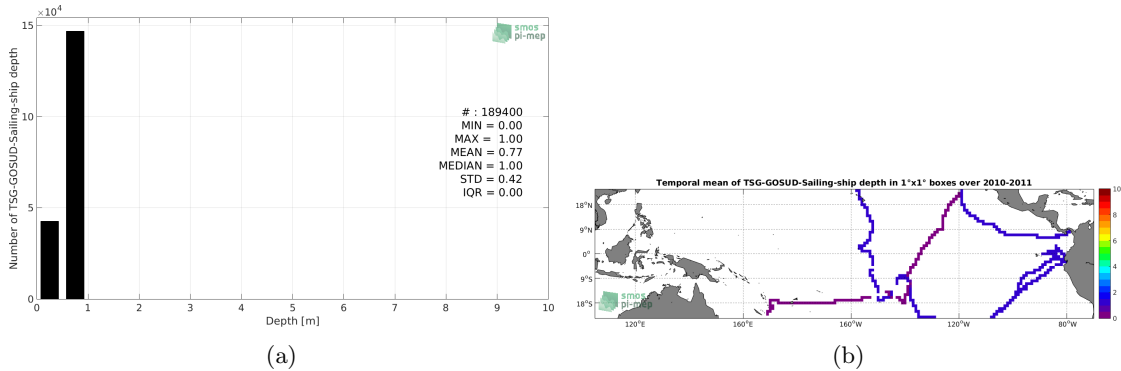 ×10⁴
15
10
5
0
Number of TSG-GOSUD-Sailing-ship depth
0 1 2 3 4 5 6 7 8 9 10
Depth [m]
smos
pi-mep
# : 189400
MIN = 0.00
MAX = 1.00
MEAN = 0.77
MEDIAN = 1.00
STD = 0.42
IQR = 0.00
(a)
Temporal mean of TSG-GOSUD-Sailing-ship depth in 1°x1° boxes over 2010-2011
18°N
9°N
0°
9°S
18°S
120°E 160°E 160°W 120°W 80°W
smos
pi-mep
10
8
6
4
2
0
(b)